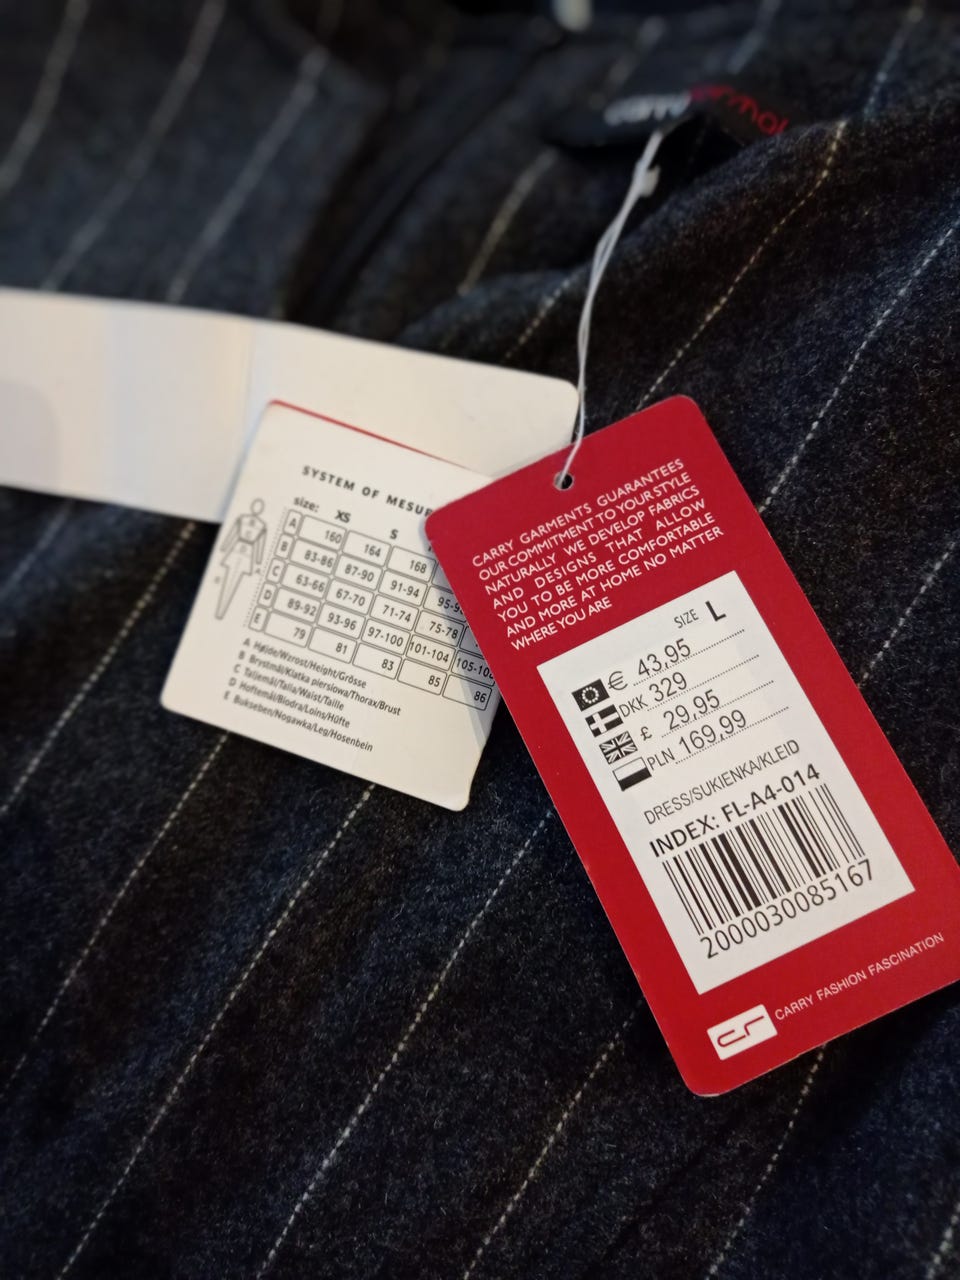 SYSTEM OF
size: XS S
A 160 164 168
B 83-86 87-90 91-94
C 63-66 67-70 71-74 75-78
D 89-92 93-96 97-100 101-104
E 79 81 83 85 86
A Højde/Wzrost/Height/Grösse
B Brystmål/Klatka piersiowa/Thorax/Brust
C Taljemål/Talia/Waist/Taille
D Hoftemål/Biodra/Loins/Hüfte
E Bukseben/Nogawka/Leg/Hosenbein
CARRY GARMENTS GUARANTEES
OUR COMMITMENT TO YOUR STYLE
NATURALLY WE DEVELOP FABRICS
AND DESIGNS THAT ALLOW
YOU TO BE MORE COMFORTABLE
AND MORE AT HOME NO MATTER
WHERE YOU ARE
SIZE L
€ 43,95
DKK 329
£ 29,95
PLN 169,99
DRESS/SUKIENKA/KLEID
INDEX: FL-A4-014
2000030085167
cr CARRY FASHION FASCINATION